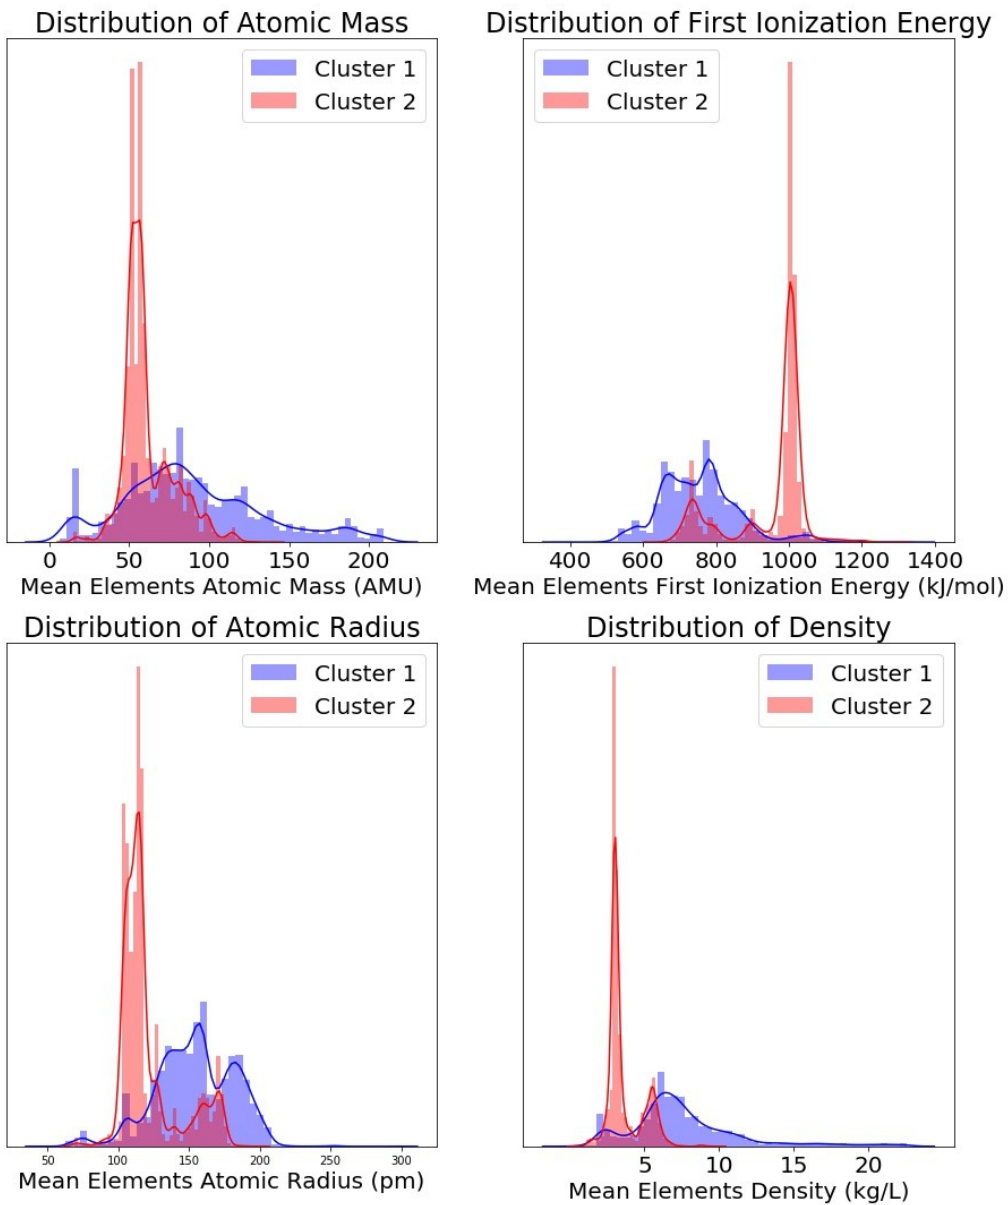 Distribution of Atomic Mass
Cluster 1
Cluster 2
0 50 100 150 200
Mean Elements Atomic Mass (AMU)
Distribution of First Ionization Energy
Cluster 1
Cluster 2
400 600 800 1000 1200 1400
Mean Elements First Ionization Energy (kJ/mol)
Distribution of Atomic Radius
Cluster 1
Cluster 2
50 100 150 200 250 300
Mean Elements Atomic Radius (pm)
Distribution of Density
Cluster 1
Cluster 2
5 10 15 20
Mean Elements Density (kg/L)